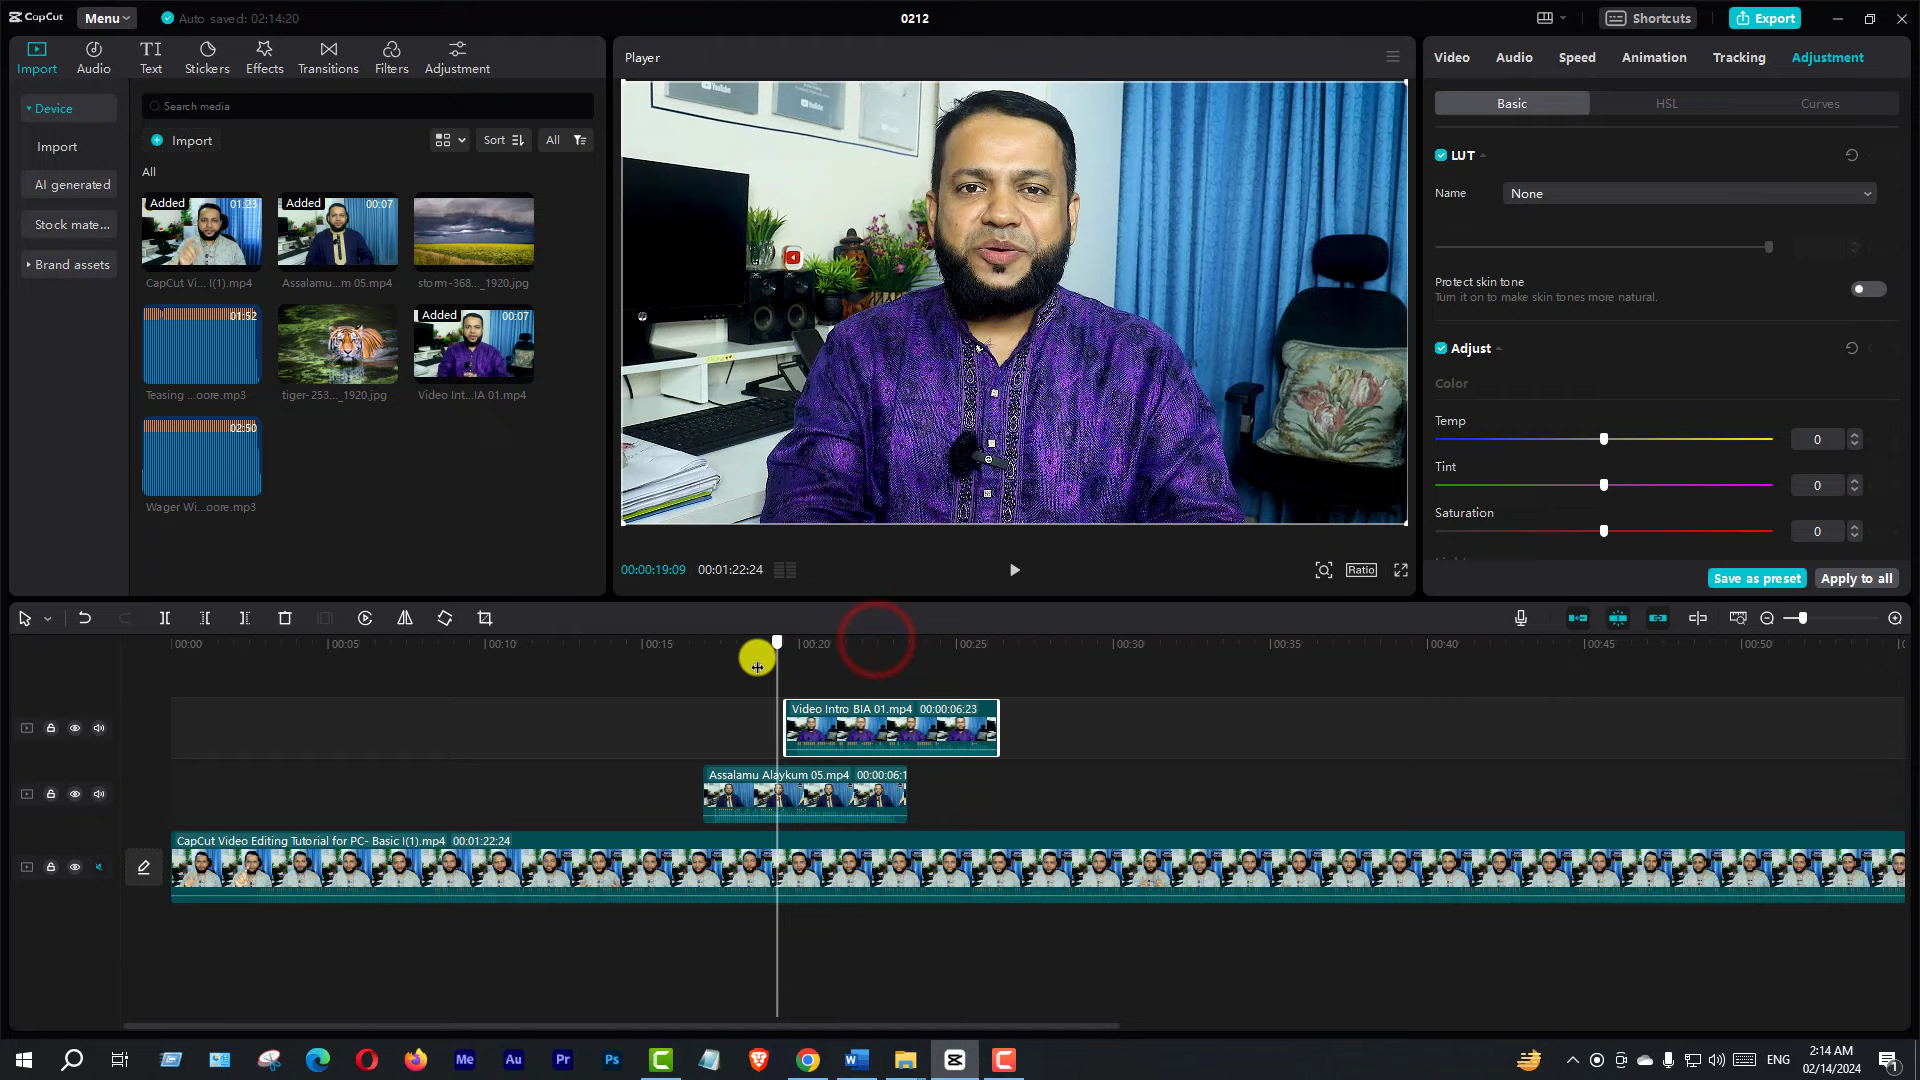 CapCut
Menu
Auto saved: 02:14:20
0212
Shortcuts
Export
Import
Audio
Text
Stickers
Effects
Transitions
Filters
Adjustment
Device
Import
AI generated
Stock mate...
Brand assets
Search media
Import
Sort
All
All
Added 01:23
CapCut Vi... I(1).mp4
Added 00:07
Assalamu...m 05.mp4
storm-368..._1920.jpg
01:52
Teasing ...oore.mp3
tiger-253..._1920.jpg
Added 00:07
Video Int...IA 01.mp4
02:50
Wager Wi...oore.mp3
Player
YouTube
YouTube
00:00:19:09 00:01:22:24
Ratio
Video
Audio
Speed
Animation
Tracking
Adjustment
Basic
HSL
Curves
LUT
Name
None
Protect skin tone
Turn it on to make skin tones more natural.
Adjust
Color
Temp
0
Tint
0
Saturation
0
Save as preset
Apply to all
00:00 00:05 00:10 00:15 00:20 00:25 00:30 00:35 00:40 00:45 00:50
Video Intro BIA 01.mp4 00:00:06:23
Assalamu Alaykum 05.mp4 00:00:06:1
CapCut Video Editing Tutorial for PC- Basic I(1).mp4 00:01:22:24
Me
Au
Pr
Ps
ENG
2:14 AM
02/14/2024
1